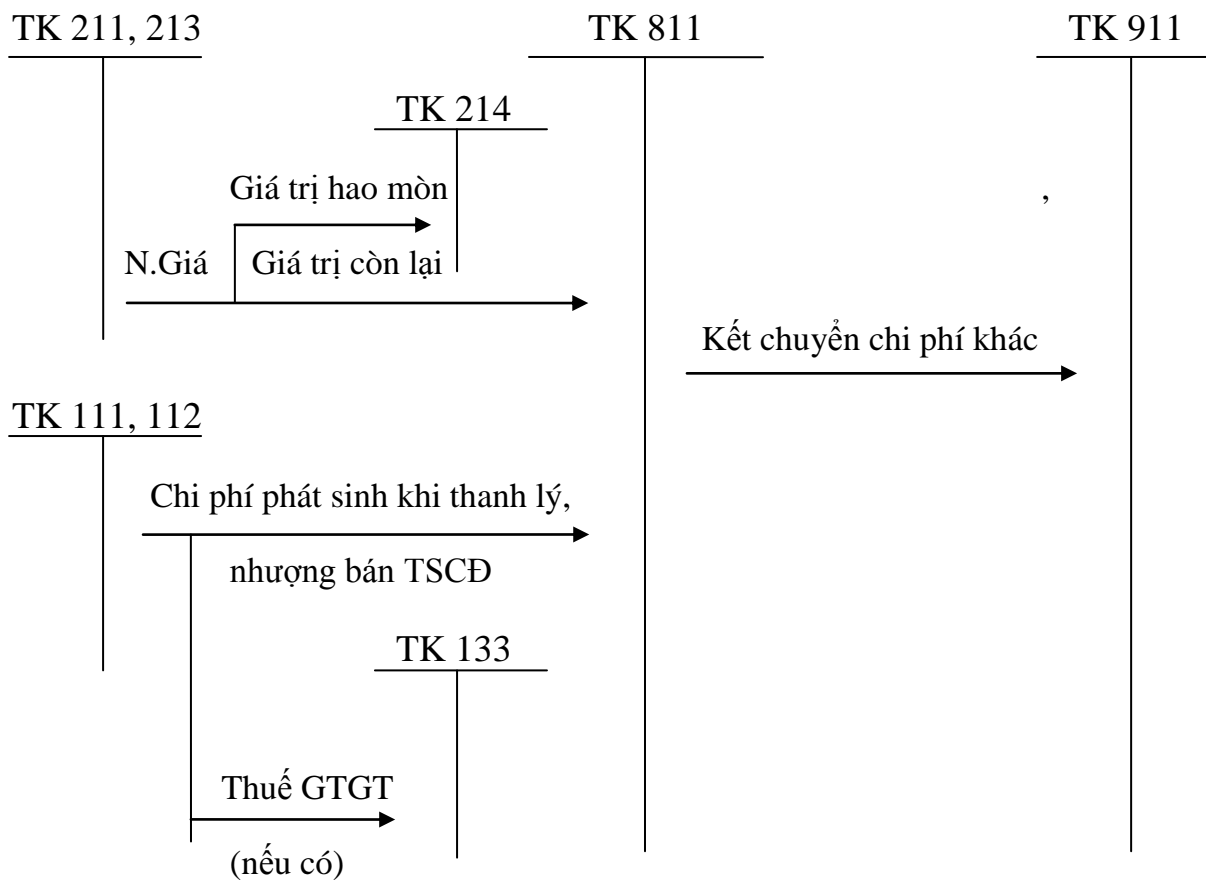 TK 211, 213
TK 811
TK 911
TK 214
Giá trị hao mòn
,
N.Giá
Giá trị còn lại
Kết chuyển chi phí khác
TK 111, 112
Chi phí phát sinh khi thanh lý,
nhượng bán TSCĐ
TK 133
Thuế GTGT
(nếu có)